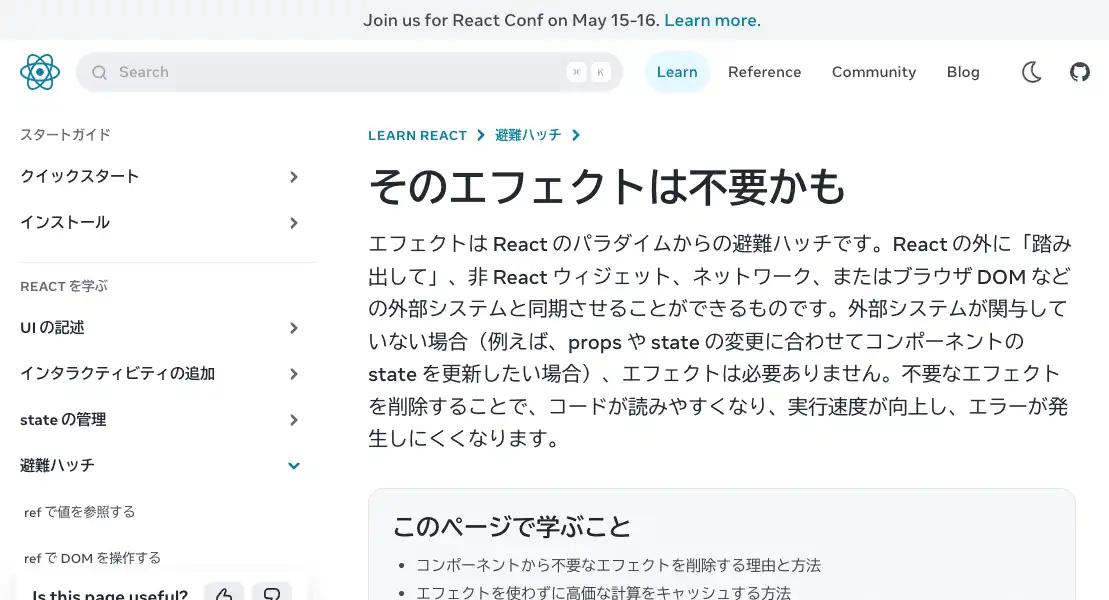 Join us for React Conf on May 15-16. Learn more.
Search
⌘ K
Learn
Reference
Community
Blog
スタートガイド
クイックスタート
インストール
REACT を学ぶ
UI の記述
インタラクティビティの追加
state の管理
避難ハッチ
ref で値を参照する
ref で DOM を操作する
Is this page useful?
LEARN REACT
避難ハッチ
そのエフェクトは不要かも
エフェクトは React のパラダイムからの避難ハッチです。React の外に「踏み
出して」、非 React ウィジェット、ネットワーク、またはブラウザ DOM など
の外部システムと同期させることができるものです。外部システムが関与して
いない場合（例えば、props や state の変更に合わせてコンポーネントの
state を更新したい場合）、エフェクトは必要ありません。不要なエフェクト
を削除することで、コードが読みやすくなり、実行速度が向上し、エラーが発
生しにくくなります。
このページで学ぶこと
• コンポーネントから不要なエフェクトを削除する理由と方法
• エフェクトを使わずに高価な計算をキャッシュする方法